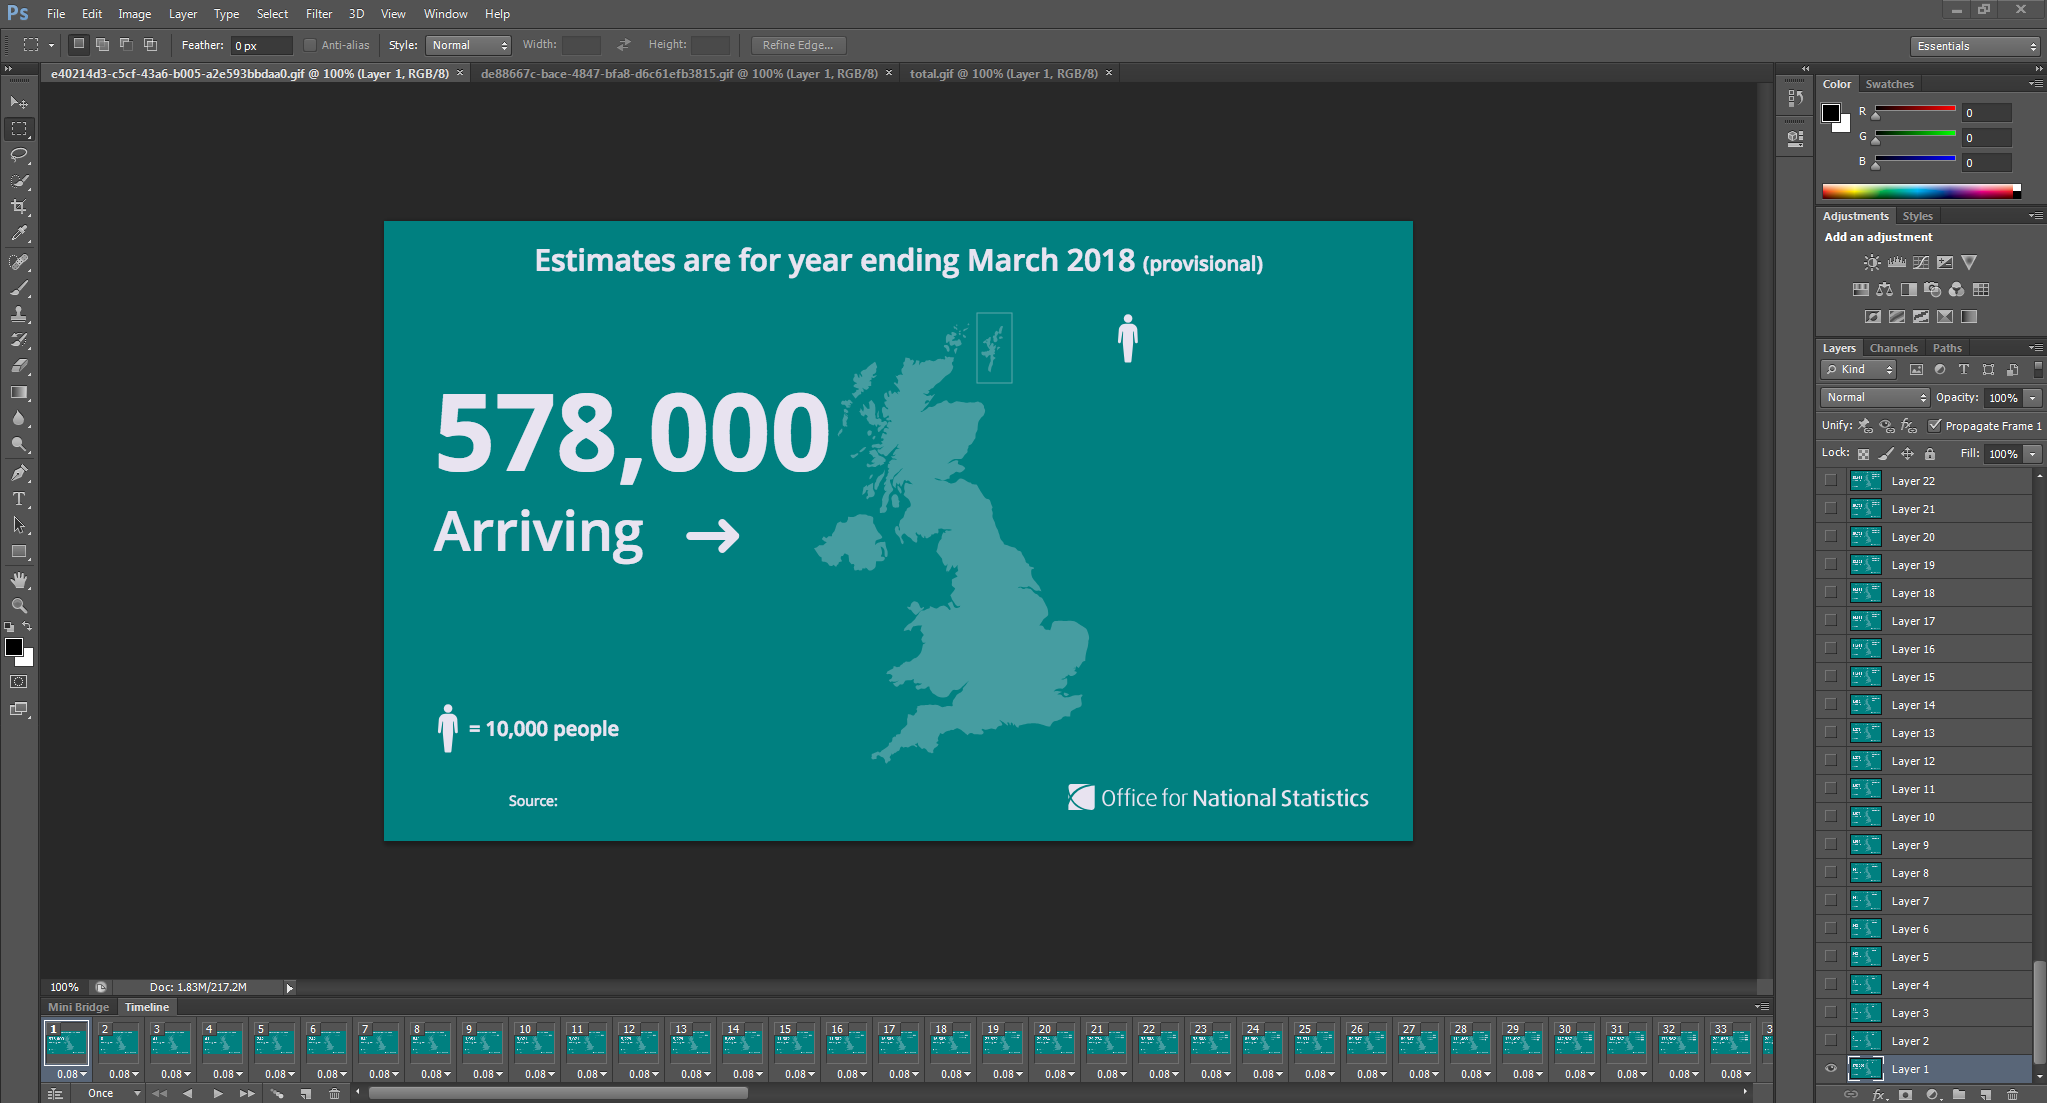 Ps File Edit Image Layer Type Select Filter 3D View Window Help
Feather: 0 px Anti-alias Style: Normal Width: Height: Refine Edge... Essentials
e40214d3-c5cf-43a6-b005-a2e593bbdaa0.gif @ 100% (Layer 1, RGB/8) × de88667c-bace-4847-bfa8-d6c61efb3815.gif @ 100% (Layer 1, RGB/8) × total.gif @ 100% (Layer 1, RGB/8) ×
Estimates are for year ending March 2018 (provisional)
578,000
Arriving →
= 10,000 people
Source:
Office for National Statistics
Color Swatches
R 0
G 0
B 0
Adjustments Styles
Add an adjustment
Layers Channels Paths
Kind
Normal Opacity: 100%
Unify: Propagate Frame 1
Lock: Fill: 100%
Layer 22
Layer 21
Layer 20
Layer 19
Layer 18
Layer 17
Layer 16
Layer 15
Layer 14
Layer 13
Layer 12
Layer 11
Layer 10
Layer 9
Layer 8
Layer 7
Layer 6
Layer 5
Layer 4
Layer 3
Layer 2
Layer 1
100% Doc: 1.83M/217.2M
Mini Bridge Timeline
1 2 3 4 5 6 7 8 9 10 11 12 13 14 15 16 17 18 19 20 21 22 23 24 25 26 27 28 29 30 31 32 33
0.08 0.08 0.08 0.08 0.08 0.08 0.08 0.08 0.08 0.08 0.08 0.08 0.08 0.08 0.08 0.08 0.08 0.08 0.08 0.08 0.08 0.08 0.08 0.08 0.08 0.08 0.08 0.08 0.08 0.08 0.08 0.08 0.08
Once